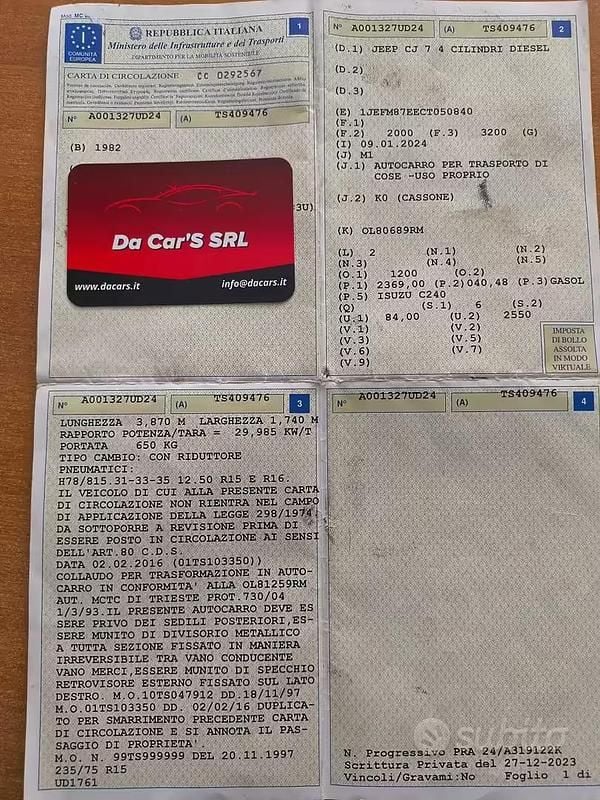 Mod. MC
COMUNITÀ
EUROPEA
REPUBBLICA ITALIANA
Ministero delle Infrastrutture e dei Trasporti
DIPARTIMENTO PER LA MOBILITÀ SOSTENIBILE
1
CARTA DI CIRCOLAZIONE CC 0292567
N° A001327UD24 (A) TS409476
(B) 1982
3U)
Da Car'S SRL
www.dacars.it info@dacars.it
N° A001327UD24 (A) TS409476 2
(D.1) JEEP CJ 7 4 CILINDRI DIESEL
(D.2)
(D.3)
(E) 1JEFM87EECT050840
(F.1)
(F.2) 2000 (F.3) 3200 (G)
(I) 09.01.2024
(J) M1
(J.1) AUTOCARRO PER TRASPORTO DI
COSE -USO PROPRIO
(J.2) K0 (CASSONE)
(K) OL80689RM
(L) 2 (N.1) (N.2)
(N.3) (N.4) (N.5)
(O.1) 1200 (O.2)
(P.1) 2369,00 (P.2)040,48 (P.3)GASOL
(P.5) ISUZU C240
(Q) (S.1) 6 (S.2)
(U.1) 84,00 (U.2) 2550
(V.1) (V.2)
(V.3) (V.5)
(V.6) (V.7)
(V.9)
IMPOSTA
DI BOLLO
ASSOLTA
IN MODO
VIRTUALE
N° A001327UD24 (A) TS409476 3
LUNGHEZZA 3,870 M LARGHEZZA 1,740 M
RAPPORTO POTENZA/TARA = 29,985 KW/T
PORTATA 650 KG
TIPO CAMBIO: CON RIDUTTORE
PNEUMATICI:
H78/815.31-33-35 12.50 R15 E R16.
IL VEICOLO DI CUI ALLA PRESENTE CARTA
DI CIRCOLAZIONE NON RIENTRA NEL CAMPO
DI APPLICAZIONE DELLA LEGGE 298/1974.
DA SOTTOPORRE A REVISIONE PRIMA DI
ESSERE POSTO IN CIRCOLAZIONE AI SENSI
DELL'ART.80 C.D.S.
DATA 02.02.2016 (01TS103350))
COLLAUDO PER TRASFORMAZIONE IN AUTO-
CARRO IN CONFORMITA' ALLA OL81259RM
AUT. MCTC DI TRIESTE PROT.730/04
1/3/93.IL PRESENTE AUTOCARRO DEVE ES
SERE PRIVO DEI SEDILI POSTERIORI,ES-
SERE MUNITO DI DIVISORIO METALLICO
A TUTTA SEZIONE FISSATO IN MANIERA
IRREVERSIBILE TRA VANO CONDUCENTE
VANO MERCI,ESSERE MUNITO DI SPECCHIO
RETROVISORE ESTERNO FISSATO SUL LATO
DESTRO. M.O.10TS047912 DD.18/11/97
M.O.01TS103350 DD. 02/02/16 DUPLICA-
TO PER SMARRIMENTO PRECEDENTE CARTA
DI CIRCOLAZIONE E SI ANNOTA IL PAS-
SAGGIO DI PROPRIETA'.
M.O. N. 99TS999999 DEL 20.11.1997
235/75 R15
UD1761
N° A001327UD24 (A) TS409476 4
subito
N. Progressivo PRA 24/A319122K
Scrittura Privata del 27-12-2023
Vincoli/Gravami:No Foglio 1 di